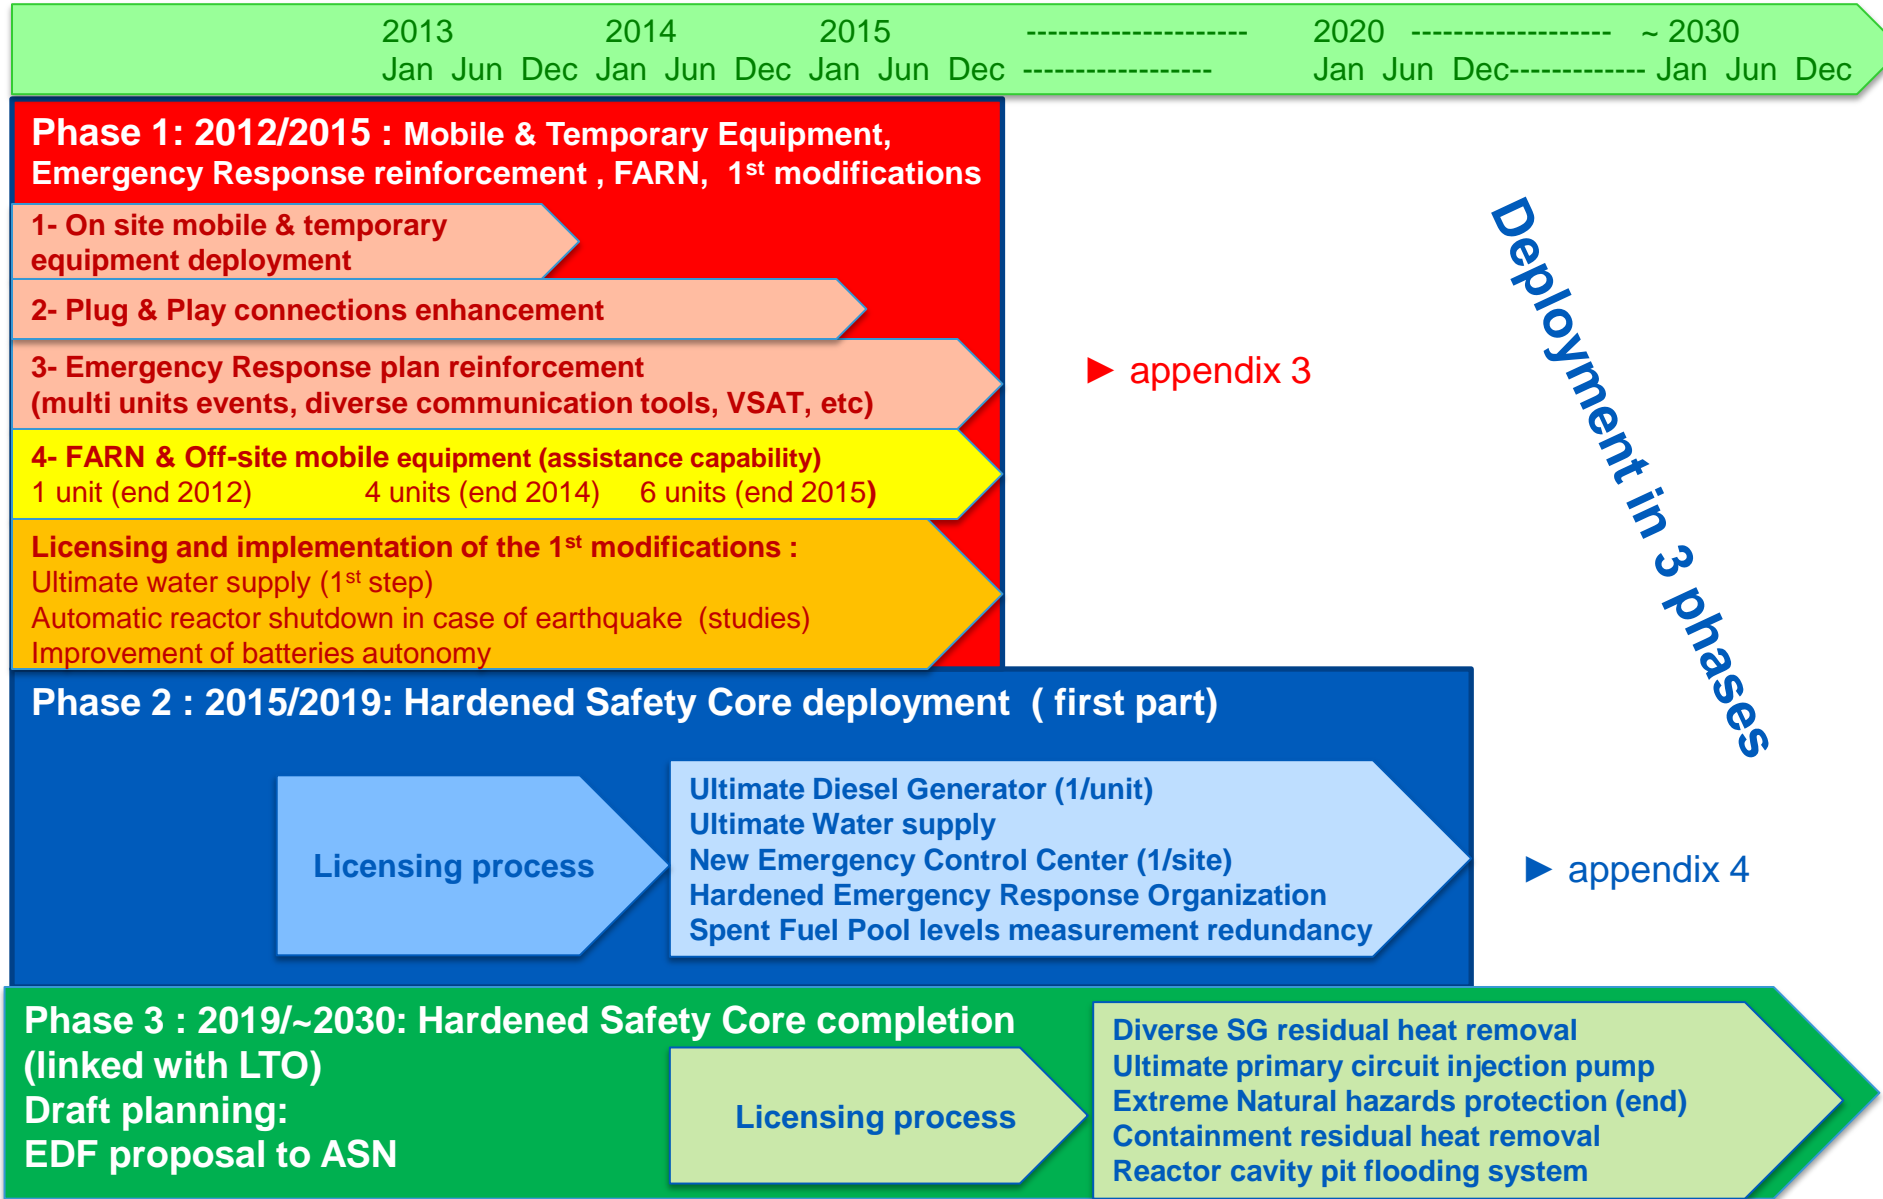 2013 2014 2015 -------------------- 2020 ------------------- ~ 2030
Jan Jun Dec Jan Jun Dec Jan Jun Dec ------------------ Jan Jun Dec------------- Jan Jun Dec
Phase 1: 2012/2015 : Mobile & Temporary Equipment,
Emergency Response reinforcement , FARN, 1st modifications
1- On site mobile & temporary
equipment deployment
2- Plug & Play connections enhancement
3- Emergency Response plan reinforcement
(multi units events, diverse communication tools, VSAT, etc)
► appendix 3
4- FARN & Off-site mobile equipment (assistance capability)
1 unit (end 2012) 4 units (end 2014) 6 units (end 2015)
Licensing and implementation of the 1st modifications :
Ultimate water supply (1st step)
Automatic reactor shutdown in case of earthquake (studies)
Improvement of batteries autonomy
Deployment in 3 phases
Phase 2 : 2015/2019: Hardened Safety Core deployment ( first part)
Licensing process
Ultimate Diesel Generator (1/unit)
Ultimate Water supply
New Emergency Control Center (1/site)
Hardened Emergency Response Organization
Spent Fuel Pool levels measurement redundancy
► appendix 4
Phase 3 : 2019/~2030: Hardened Safety Core completion
(linked with LTO)
Draft planning:
EDF proposal to ASN
Licensing process
Diverse SG residual heat removal
Ultimate primary circuit injection pump
Extreme Natural hazards protection (end)
Containment residual heat removal
Reactor cavity pit flooding system